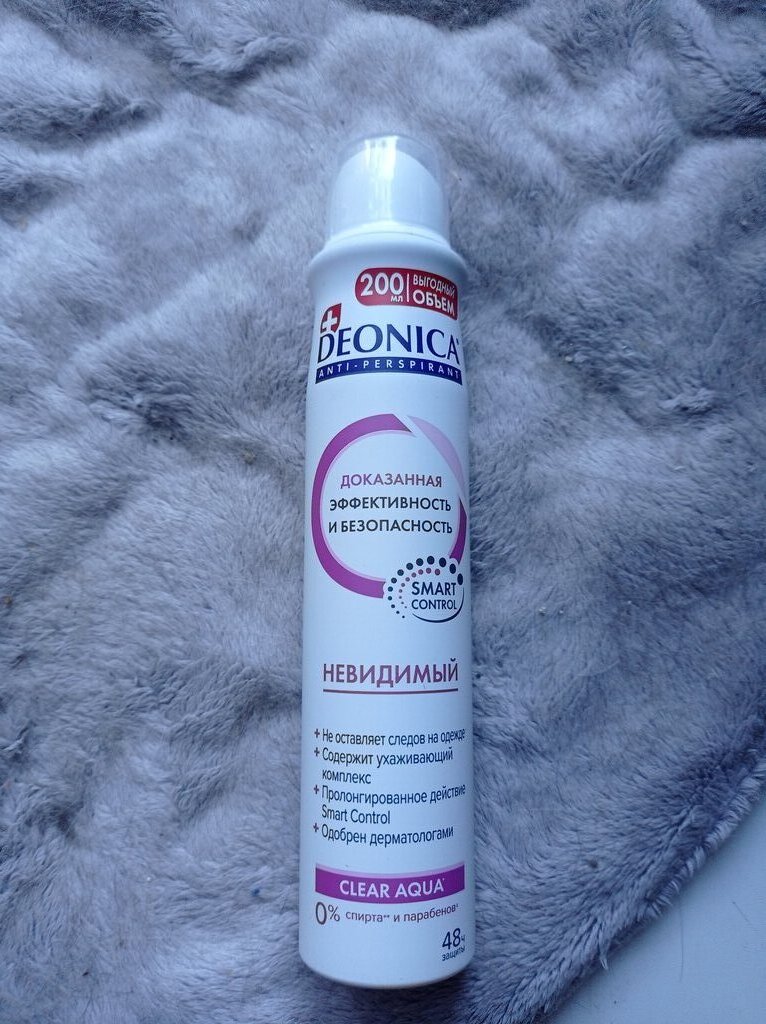 200 мл ВЫГОДНЫЙ ОБЪЕМ
DEONICA
ANTI-PERSPIRANT
ДОКАЗАННАЯ
ЭФФЕКТИВНОСТЬ
И БЕЗОПАСНОСТЬ
SMART
CONTROL
НЕВИДИМЫЙ
+ Не оставляет следов на одежде
+ Содержит ухаживающий
комплекс
+ Пролонгированное действие
Smart Control
+ Одобрен дерматологами
CLEAR AQUA
0% спирта** и парабенов*
48ч
защиты